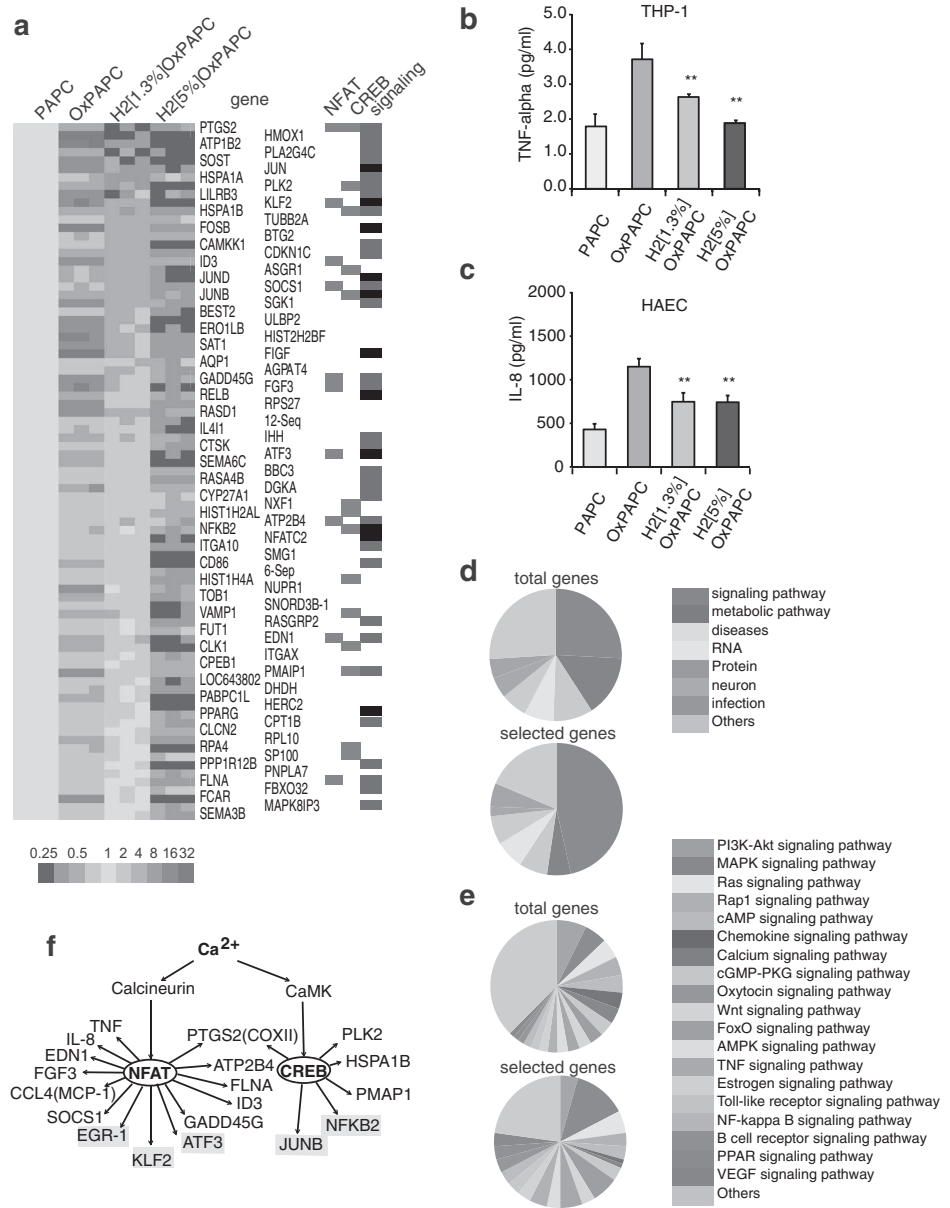 a
PAPC
OxPAPC
H2[1.3%]OxPAPC
H2[5%]OxPAPC
gene
NFAT
CREB
signaling
PTGS2
ATP1B2
SOST
HSPA1A
LILRB3
HSPA1B
FOSB
CAMKK1
ID3
JUND
JUNB
BEST2
ERO1LB
SAT1
AQP1
GADD45G
RELB
RASD1
IL4I1
CTSK
SEMA6C
RASA4B
CYP27A1
HIST1H2AL
NFKB2
ITGA10
CD86
HIST1H4A
TOB1
VAMP1
FUT1
CLK1
CPEB1
LOC643802
PABPC1L
PPARG
CLCN2
RPA4
PPP1R12B
FLNA
FCAR
SEMA3B
HMOX1
PLA2G4C
JUN
PLK2
KLF2
TUBB2A
BTG2
CDKN1C
ASGR1
SOCS1
SGK1
ULBP2
HIST2H2BF
FIGF
AGPAT4
FGF3
RPS27
12-Seq
IHH
ATF3
BBC3
DGKA
NXF1
ATP2B4
NFATC2
SMG1
6-Sep
NUPR1
SNORD3B-1
RASGRP2
EDN1
ITGAX
PMAIP1
DHDH
HERC2
CPT1B
RPL10
SP100
PNPLA7
FBXO32
MAPK8IP3
0.25 0.5 1 2 4 8 16 32
b
THP-1
TNF-alpha (pg/ml)
5.0
4.0
3.0
2.0
1.0
0.0
**
**
PAPC
OxPAPC
H2[1.3%]
OxPAPC
H2[5%]
OxPAPC
c
HAEC
IL-8 (pg/ml)
2000
1500
1000
500
0
**
**
PAPC
OxPAPC
H2[1.3%]
OxPAPC
H2[5%]
OxPAPC
d
total genes
selected genes
signaling pathway
metabolic pathway
diseases
RNA
Protein
neuron
infection
Others
e
total genes
selected genes
PI3K-Akt signaling pathway
MAPK signaling pathway
Ras signaling pathway
Rap1 signaling pathway
cAMP signaling pathway
Chemokine signaling pathway
Calcium signaling pathway
cGMP-PKG signaling pathway
Oxytocin signaling pathway
Wnt signaling pathway
FoxO signaling pathway
AMPK signaling pathway
TNF signaling pathway
Estrogen signaling pathway
Toll-like receptor signaling pathway
NF-kappa B signaling pathway
B cell receptor signaling pathway
PPAR signaling pathway
VEGF signaling pathway
Others
f
Ca2+
Calcineurin
CaMK
TNF
IL-8
EDN1
FGF3
CCL4(MCP-1)
SOCS1
EGR-1
KLF2
ATF3
GADD45G
ID3
FLNA
ATP2B4
PTGS2(COXII)
NFAT
CREB
PLK2
HSPA1B
PMAP1
NFKB2
JUNB